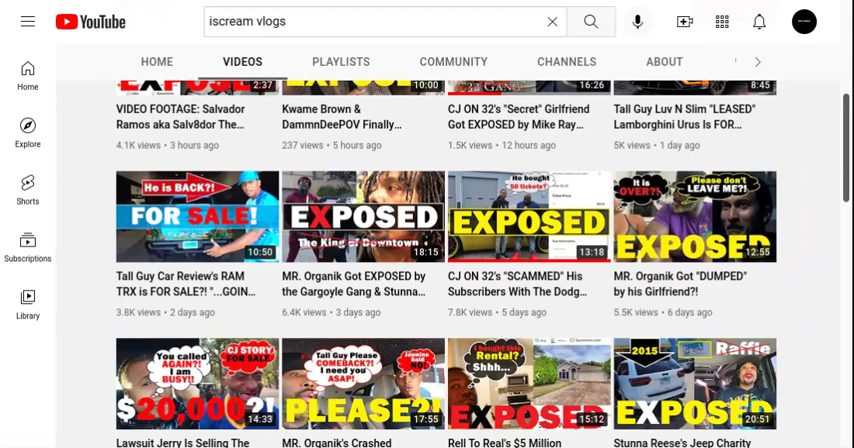 YouTube
iscream vlogs
HOME VIDEOS PLAYLISTS COMMUNITY CHANNELS ABOUT
Home
Explore
Shorts
Subscriptions
Library
2:37
VIDEO FOOTAGE: Salvador
Ramos aka Salv8dor The...
4.1K views • 3 hours ago
10:00
Kwame Brown &
DammnDeePOV Finally...
237 views • 5 hours ago
16:26
CJ ON 32's "Secret" Girlfriend
Got EXPOSED by Mike Ray...
1.5K views • 12 hours ago
8:45
Tall Guy Luv N Slim "LEASED"
Lamborghini Urus Is FOR...
5K views • 1 day ago
He is BACK?!
FOR SALE!
10:50
Tall Guy Car Review's RAM
TRX is FOR SALE?! "...GOIN...
3.8K views • 2 days ago
EXPOSED
The King of Downtown
18:15
MR. Organik Got EXPOSED by
the Gargoyle Gang & Stunna...
6.4K views • 3 days ago
He bought
50 tickets?
EXPOSED
13:18
CJ ON 32's "SCAMMED" His
Subscribers With The Dodg...
7.8K views • 5 days ago
It is
OVER?!
Please don't
LEAVE ME?!
EXPOSED
12:55
MR. Organik Got "DUMPED"
by his Girlfriend?!
5.5K views • 6 days ago
You called
AGAIN?!
I am
BUSY!!
CJ STORY
FOR SALE
$20,000?!
14:33
Lawsuit Jerry Is Selling The
Tall Guy Please
COMEBACK?!
I need you
ASAP!
Jasmine
Said
NO!
PLEASE?!
17:55
MR. Organik's Crashed
I bought this
Rental?
Shhh...
EXPOSED
15:12
Rell To Real's $5 Million
2015
Raffle
EXPOSED
20:51
Stunna Reese's Jeep Charity